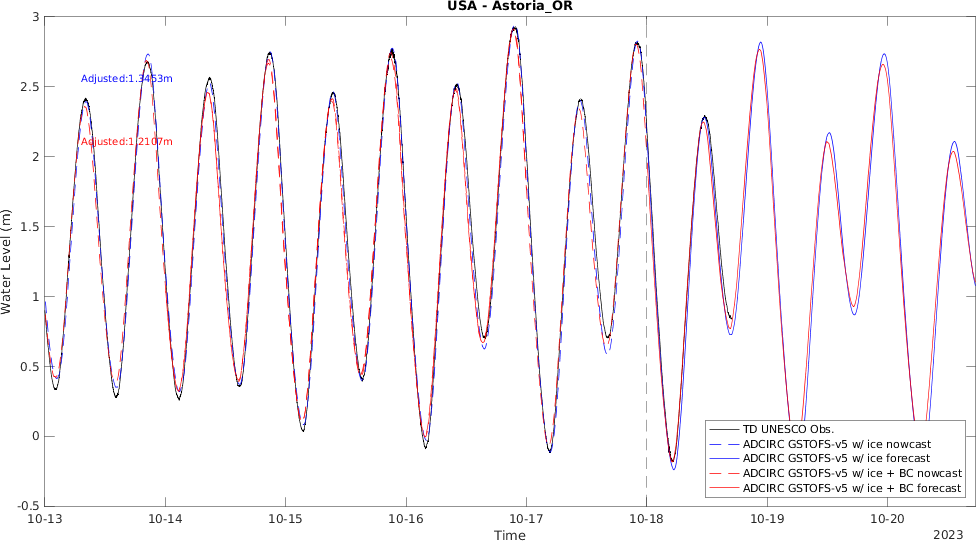 USA - Astoria_OR
3
2.5
2
1.5
1
0.5
0
-0.5
Water Level (m)
Adjusted:1.3453m
Adjusted:1.2107m
TD UNESCO Obs.
ADCIRC GSTOFS-v5 w/ ice nowcast
ADCIRC GSTOFS-v5 w/ ice forecast
ADCIRC GSTOFS-v5 w/ ice + BC nowcast
ADCIRC GSTOFS-v5 w/ ice + BC forecast
10-13 10-14 10-15 10-16 10-17 10-18 10-19 10-20
Time
2023